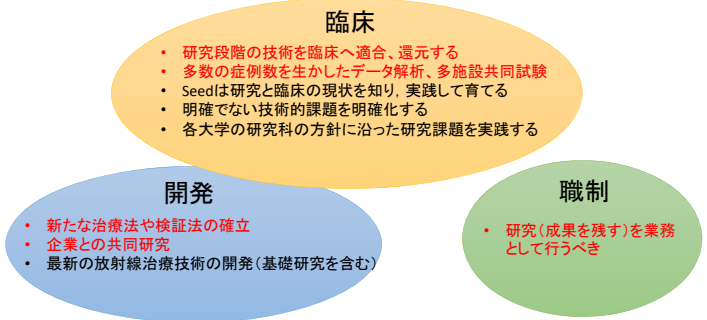 臨床
• 研究段階の技術を臨床へ適合、還元する
• 多数の症例数を生かしたデータ解析、多施設共同試験
• Seedは研究と臨床の現状を知り，実践して育てる
• 明確でない技術的課題を明確化する
• 各大学の研究科の方針に沿った研究課題を実践する
開発
• 新たな治療法や検証法の確立
• 企業との共同研究
• 最新の放射線治療技術の開発（基礎研究を含む）
職制
• 研究（成果を残す）を業務
として行うべき